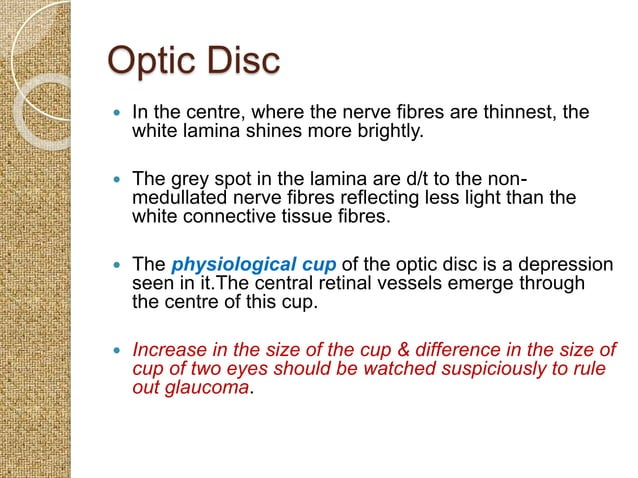 Optic Disc
• In the centre, where the nerve fibres are thinnest, the
white lamina shines more brightly.
• The grey spot in the lamina are d/t to the non-
medullated nerve fibres reflecting less light than the
white connective tissue fibres.
• The physiological cup of the optic disc is a depression
seen in it.The central retinal vessels emerge through
the centre of this cup.
• Increase in the size of the cup & difference in the size of
cup of two eyes should be watched suspiciously to rule
out glaucoma.